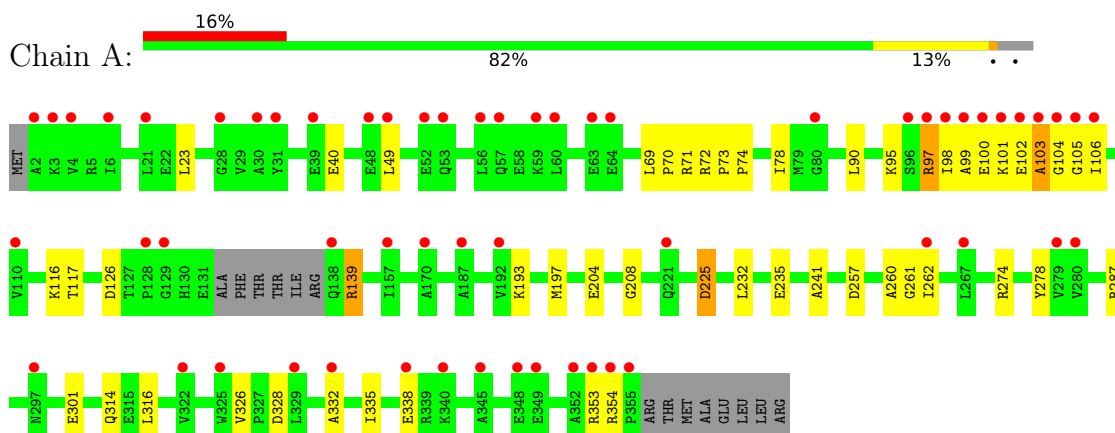 16%
Chain A:
82% 13% • •
MET A2 K3 V4 R5 I6 L21 E22 L23 G28 V29 A30 Y31 E39 E40 E48 L49 E52 Q53 L56 Q57 E58 K59 L60 E63 E64 L69 P70 R71 R72 P73 P74 I78 M79 G80 L90 K95 S96 R97 I98 A99 E100 K101 E102 A103 G104 G105 I106
V110 K116 T117 D126 T127 P128 G129 H130 E131 ALA PHE THR THR ILE ARG Q138 R139 I157 A170 A187 V192 K193 M197 E204 G208 Q221 D225 L232 E235 A241 D257 A260 G261 I262 L267 R274 Y278 V279 V280
N297 E301 Q314 E315 L316 V322 W325 V326 P327 D328 L329 A332 I335 E338 R339 K340 A345 E348 E349 A352 R353 R354 P355 ARG THR MET ALA GLU LEU LEU ARG